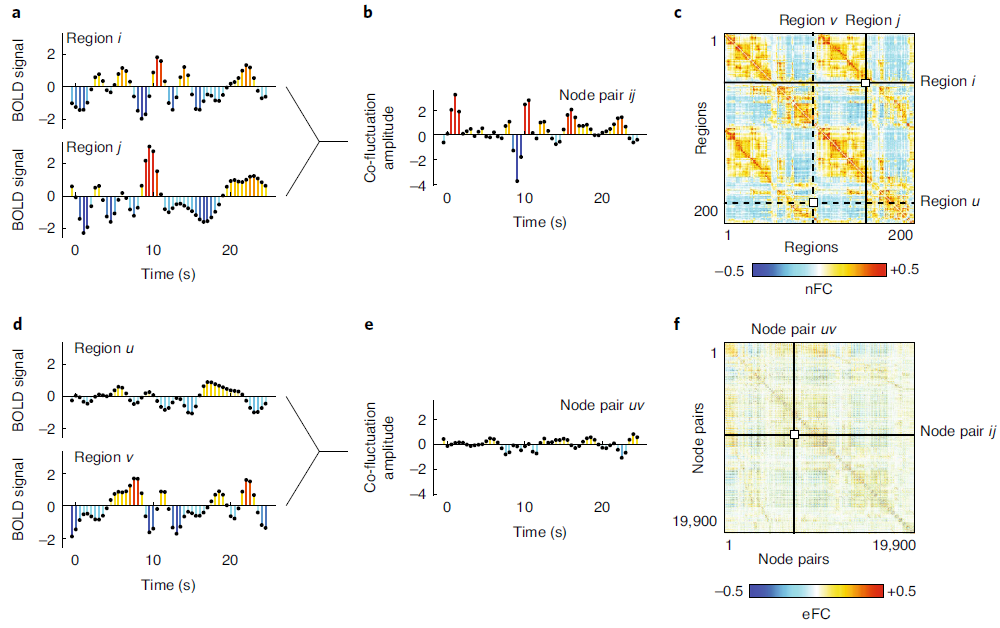 a
Region i
BOLD signal
2
0
−2
Region j
BOLD signal
2
0
−2
0 10 20
Time (s)
b
Node pair ij
Co-fluctuation
amplitude
2
0
−2
−4
0 10 20
Time (s)
c
Region v Region j
1
Region i
Regions
Region u
200
1 200
Regions
−0.5 +0.5
nFC
d
Region u
BOLD signal
2
0
−2
Region v
BOLD signal
2
0
−2
0 10 20
Time (s)
e
Node pair uv
Co-fluctuation
amplitude
2
0
−2
−4
0 10 20
Time (s)
f
Node pair uv
1
Node pair ij
Node pairs
19,900
1 19,900
Node pairs
−0.5 +0.5
eFC